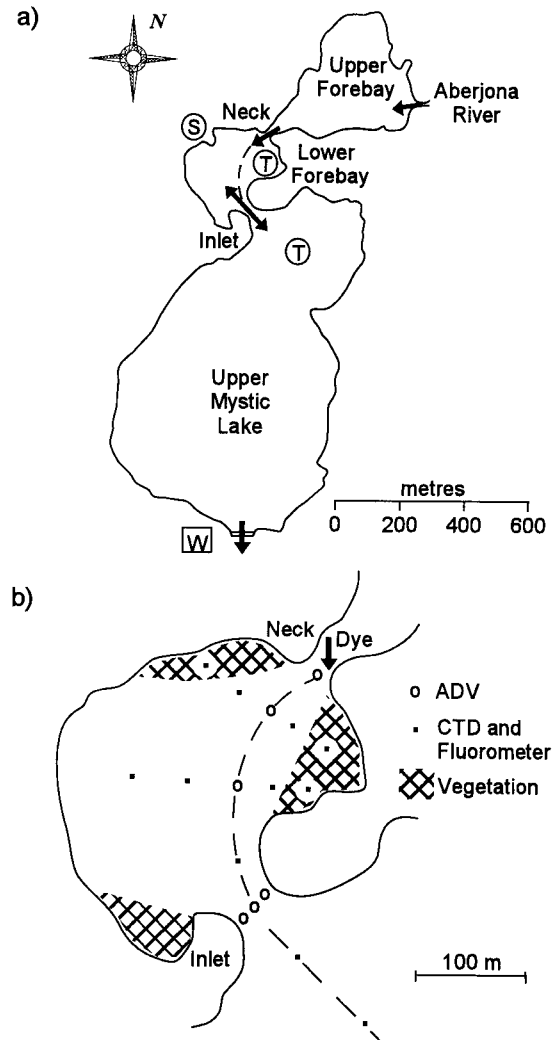 a)
N
Upper
Forebay
Aberjona
River
Neck
S
T
Lower
Forebay
Inlet
T
Upper
Mystic
Lake
metres
0 200 400 600
W
b)
Neck
Dye
ADV
CTD and
Fluorometer
Vegetation
Inlet
100 m